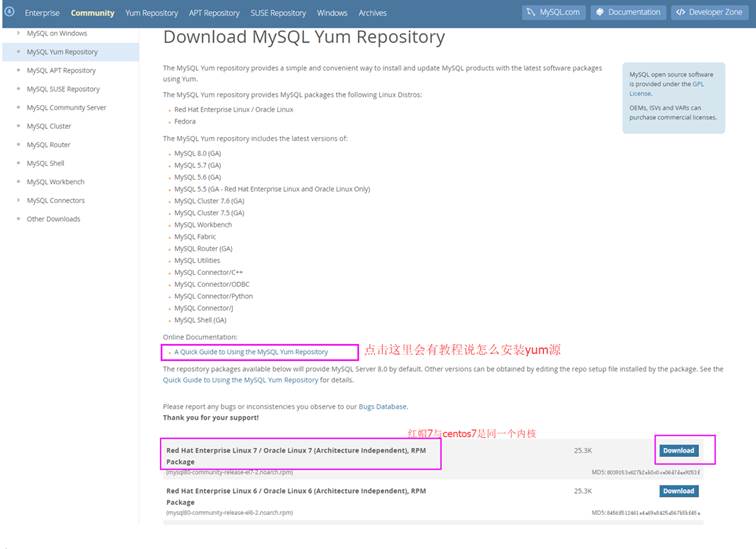 Enterprise Community Yum Repository APT Repository SUSE Repository Windows Archives MySQL.com Documentation Developer Zone
MySQL on Windows
MySQL Yum Repository
MySQL APT Repository
MySQL SUSE Repository
MySQL Community Server
MySQL Cluster
MySQL Router
MySQL Shell
MySQL Workbench
MySQL Connectors
Other Downloads
Download MySQL Yum Repository
The MySQL Yum repository provides a simple and convenient way to install and update MySQL products with the latest software packages
using Yum.
The MySQL Yum repository provides MySQL packages the following Linux Distros:
Red Hat Enterprise Linux / Oracle Linux
Fedora
The MySQL Yum repository includes the latest versions of:
MySQL 8.0 (GA)
MySQL 5.7 (GA)
MySQL 5.6 (GA)
MySQL 5.5 (GA - Red Hat Enterprise Linux and Oracle Linux Only)
MySQL Cluster 7.6 (GA)
MySQL Cluster 7.5 (GA)
MySQL Workbench
MySQL Fabric
MySQL Router (GA)
MySQL Utilities
MySQL Connector/C++
MySQL Connector/ODBC
MySQL Connector/Python
MySQL Connector/J
MySQL Shell (GA)
MySQL open source software
is provided under the GPL
License.
OEMs, ISVs and VARs can
purchase commercial licenses.
Online Documentation:
A Quick Guide to Using the MySQL Yum Repository
点击这里会有教程说怎么安装yum源
The repository packages available below will provide MySQL Server 8.0 by default. Other versions can be obtained by editing the repo setup file installed by the package. See the
Quick Guide to Using the MySQL Yum Repository for details.
Please report any bugs or inconsistencies you observe to our Bugs Database.
Thank you for your support!
红帽7与centos7是同一个内核
Red Hat Enterprise Linux 7 / Oracle Linux 7 (Architecture Independent), RPM
Package
25.3K
Download
(mysql80-community-release-el7-2.noarch.rpm)
MD5:
Red Hat Enterprise Linux 6 / Oracle Linux 6 (Architecture Independent), RPM
Package
25.3K
Download
(mysql80-community-release-el6-2.noarch.rpm)
MD5: